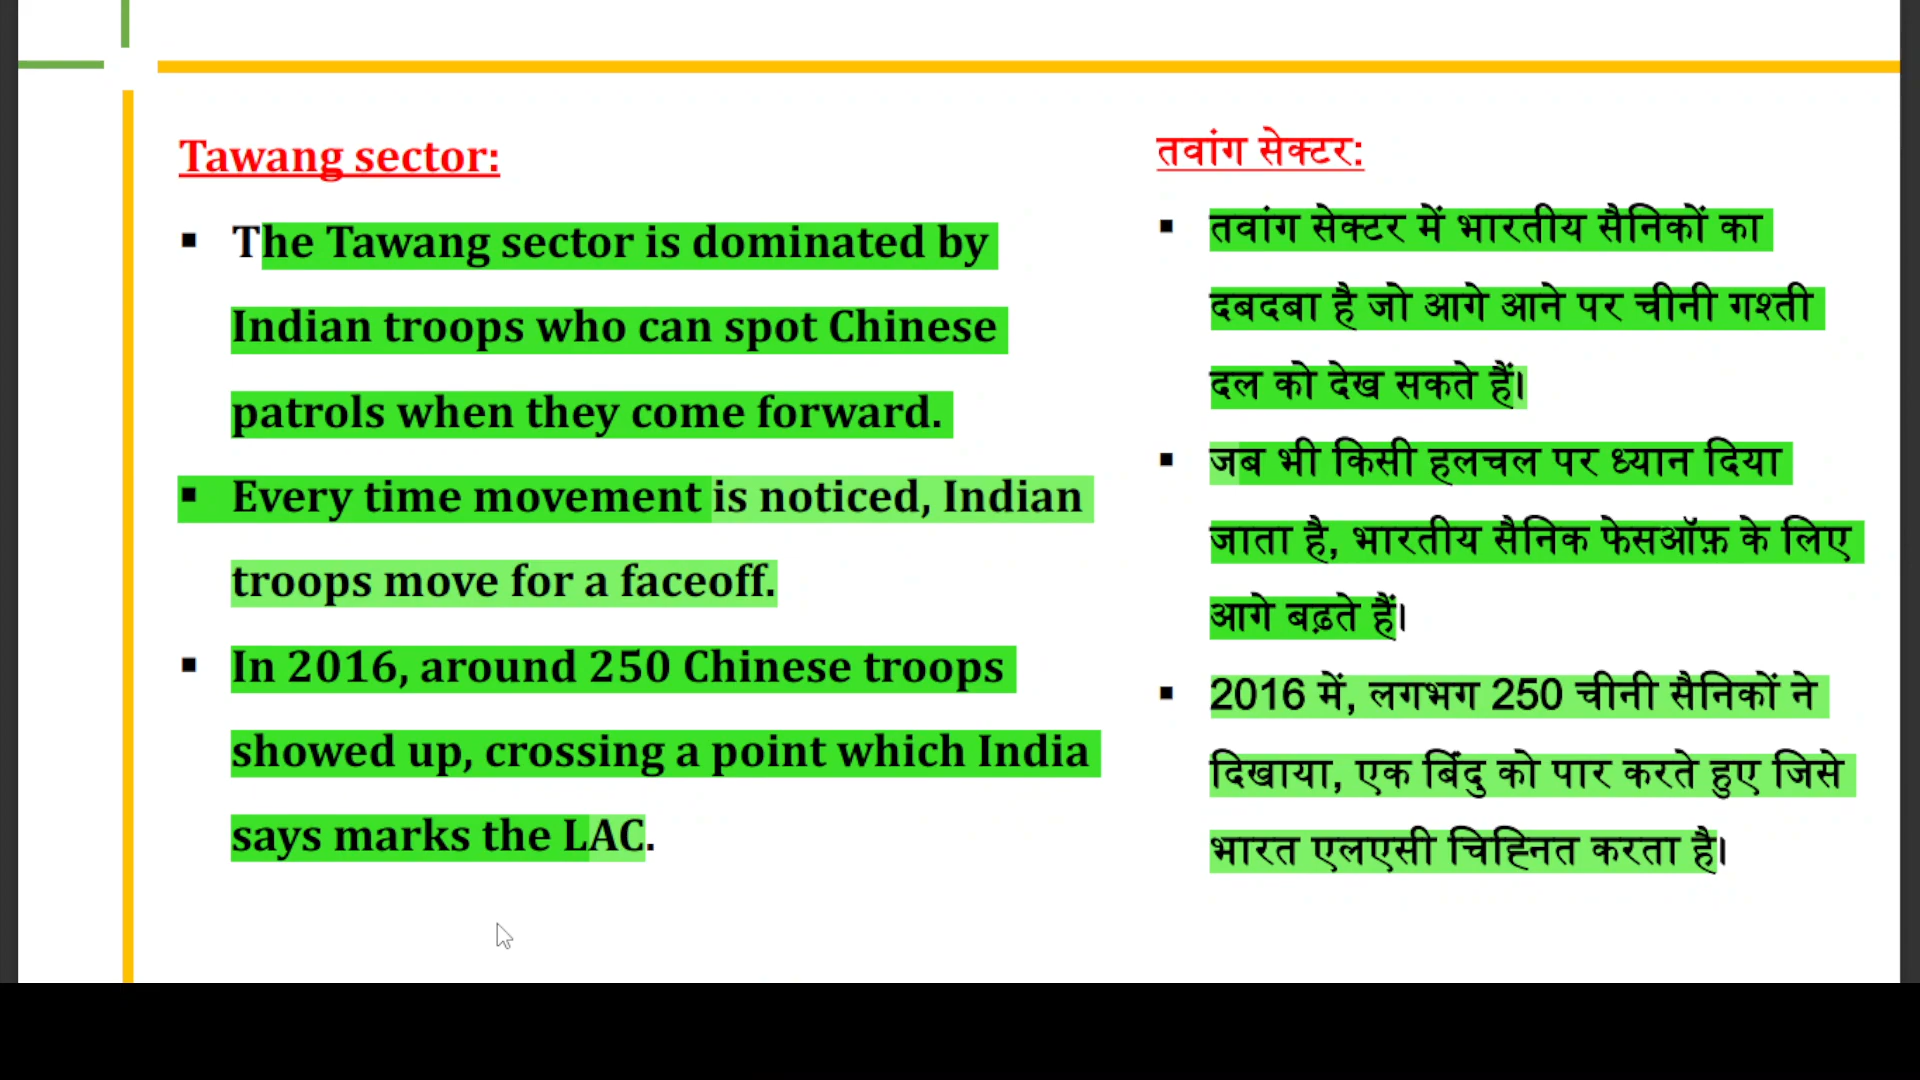 Tawang sector:
▪ The Tawang sector is dominated by
Indian troops who can spot Chinese
patrols when they come forward.
▪ Every time movement is noticed, Indian
troops move for a faceoff.
▪ In 2016, around 250 Chinese troops
showed up, crossing a point which India
says marks the LAC.
तवांग सेक्टर:
▪ तवांग सेक्टर में भारतीय सैनिकों का
दबदबा है जो आगे आने पर चीनी गश्ती
दल को देख सकते हैं।
▪ जब भी किसी हलचल पर ध्यान दिया
जाता है, भारतीय सैनिक फेसऑफ़ के लिए
आगे बढ़ते हैं।
▪ 2016 में, लगभग 250 चीनी सैनिकों ने
दिखाया, एक बिंदु को पार करते हुए जिसे
भारत एलएसी चिह्नित करता है।